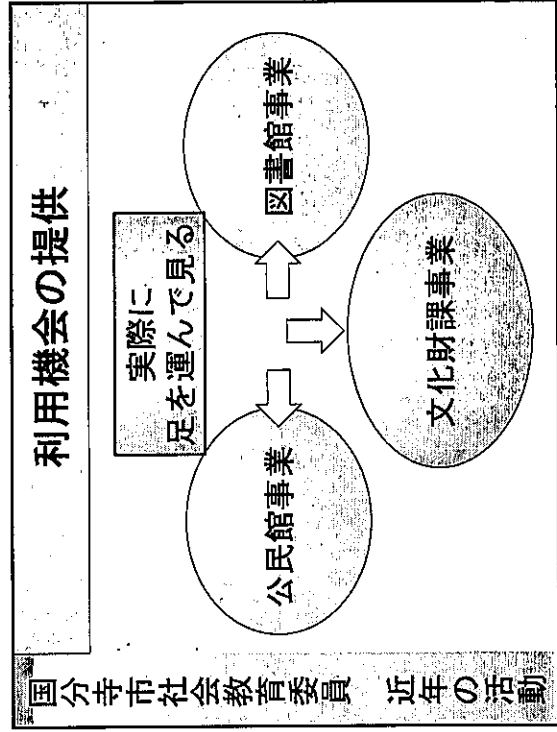 国分寺市社会教育委員　近年の活動
利用機会の提供
実際に
足を運んで見る
公民館事業
文化財課事業
図書館事業